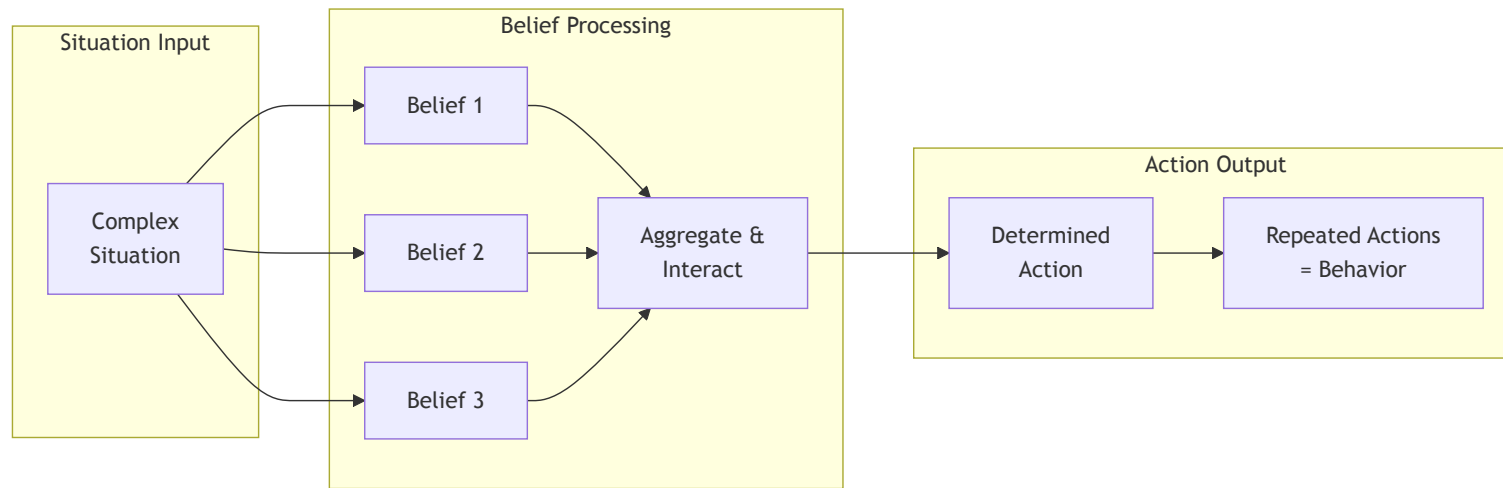 Situation Input
Complex
Situation
Belief Processing
Belief 1
Belief 2
Belief 3
Aggregate &
Interact
Action Output
Determined
Action
Repeated Actions
= Behavior